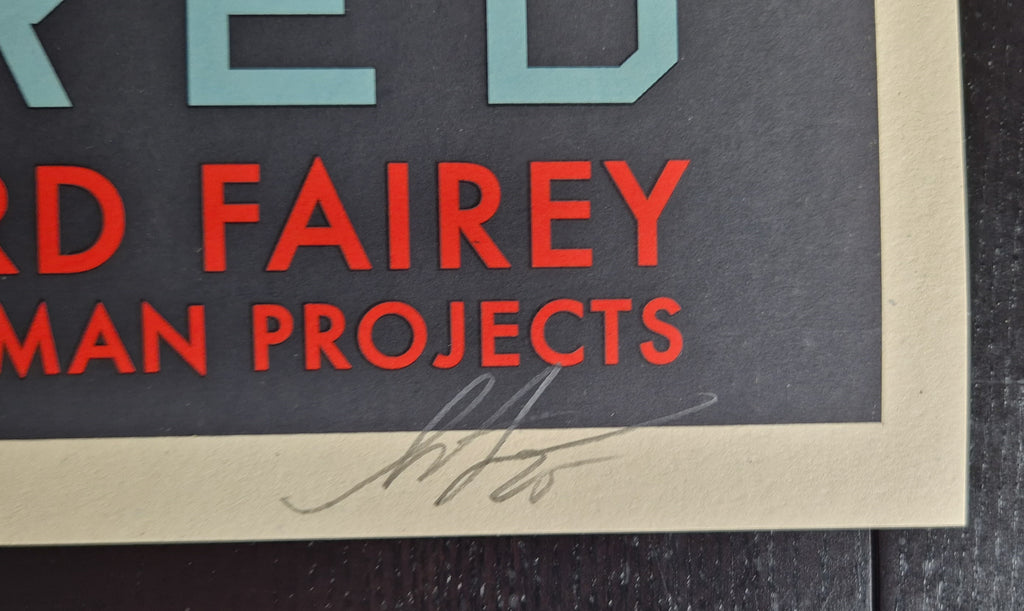 RED
RD FAIREY
MAN PROJECTS